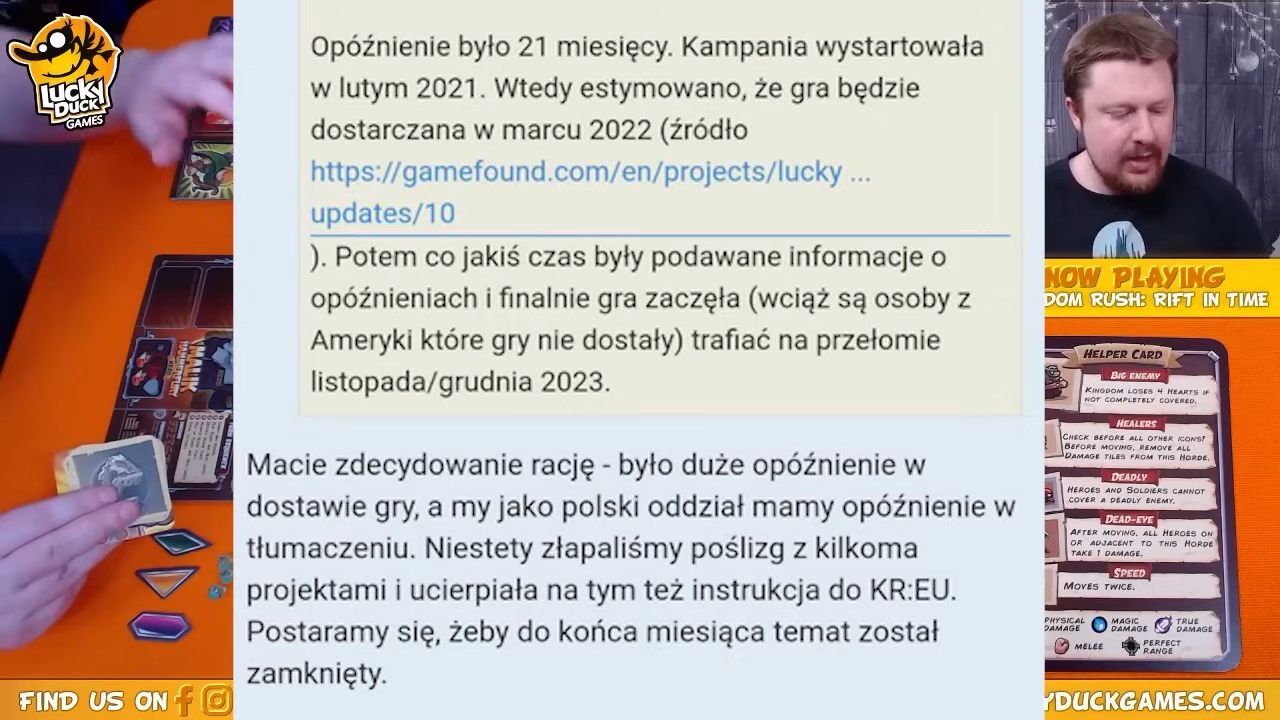 LUCKY
DUCK
GAMES
Opóźnienie było 21 miesięcy. Kampania wystartowała
w lutym 2021. Wtedy estymowano, że gra będzie
dostarczana w marcu 2022 (źródło
https://gamefound.com/en/projects/lucky ...
updates/10
). Potem co jakiś czas były podawane informacje o
opóźnieniach i finalnie gra zaczęła (wciąż są osoby z
Ameryki które gry nie dostały) trafiać na przełomie
listopada/grudnia 2023.
Macie zdecydowanie rację - było duże opóźnienie w
dostawie gry, a my jako polski oddział mamy opóźnienie w
tłumaczeniu. Niestety złapaliśmy poślizg z kilkoma
projektami i ucierpiała na tym też instrukcja do KR:EU.
Postaramy się, żeby do końca miesiąca temat został
zamknięty.
NOW PLAYING
DOM RUSH: RIFT IN TIME
HELPER CARD
BIG ENEMY
KINGDOM LOSES 4 HEARTS IF
NOT COMPLETELY COVERED.
HEALERS
CHECK BEFORE ALL OTHER ICONS!
BEFORE MOVING, REMOVE ALL
DAMAGE TILES FROM THIS HORDE.
DEADLY
HEROES AND SOLDIERS CANNOT
COVER A DEADLY ENEMY.
DEAD-EYE
AFTER MOVING, ALL HEROES ON
OR ADJACENT TO THIS HORDE
TAKE 1 DAMAGE.
SPEED
MOVES TWICE.
PHYSICAL
DAMAGE
MAGIC
DAMAGE
TRUE
DAMAGE
MELEE
PERFECT
RANGE
FIND US ON
YDUCKGAMES.COM